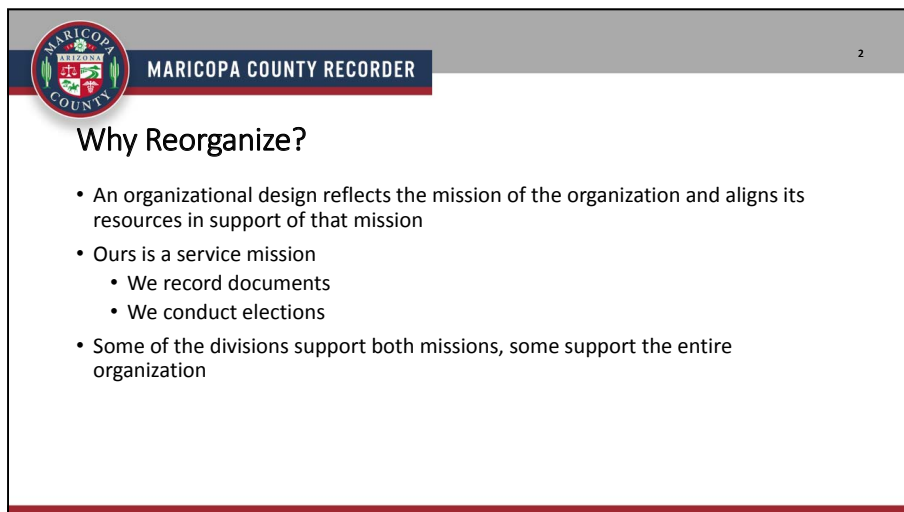 MARICOPA
ARIZONA
COUNTY
MARICOPA COUNTY RECORDER
2
Why Reorganize?
• An organizational design reflects the mission of the organization and aligns its
resources in support of that mission
• Ours is a service mission
• We record documents
• We conduct elections
• Some of the divisions support both missions, some support the entire
organization